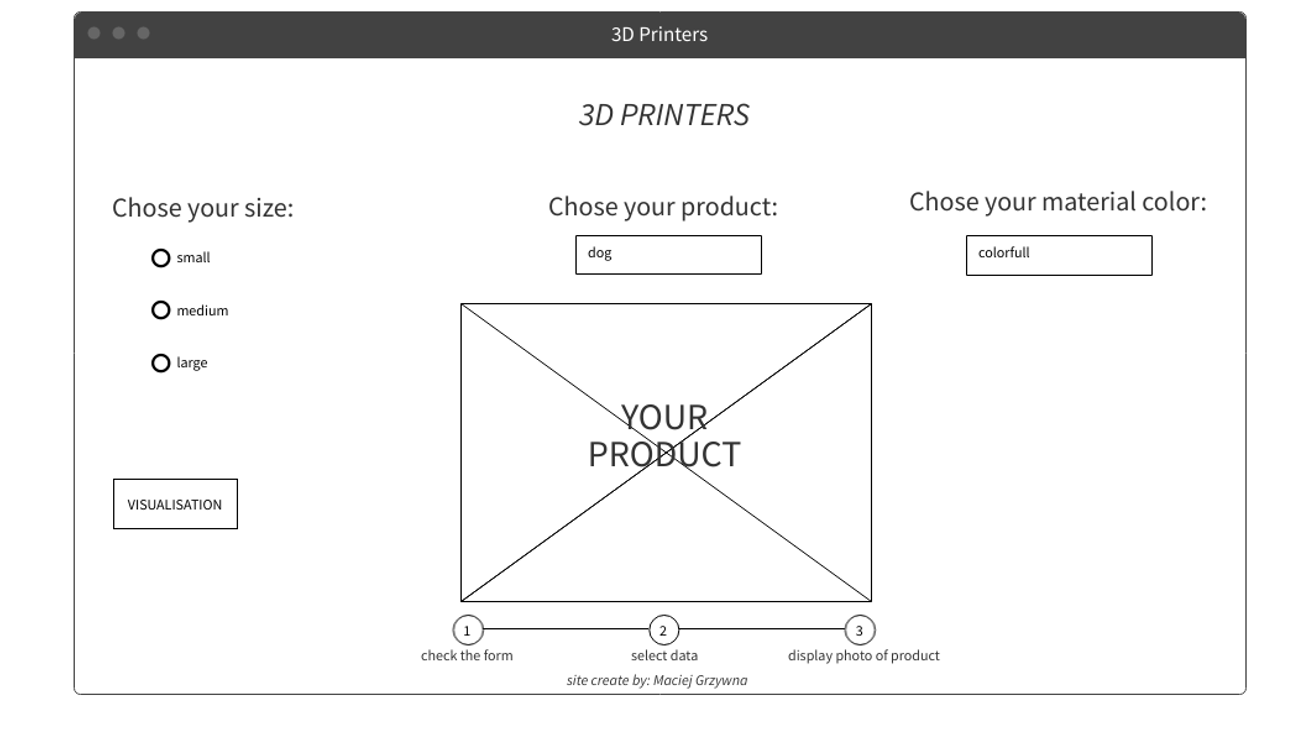 3D Printers
3D PRINTERS
Chose your size:
small
medium
large
VISUALISATION
Chose your product:
dog
YOUR
PRODUCT
Chose your material color:
colorfull
1
2
3
check the form
select data
display photo of product
site create by: Maciej Grzywna